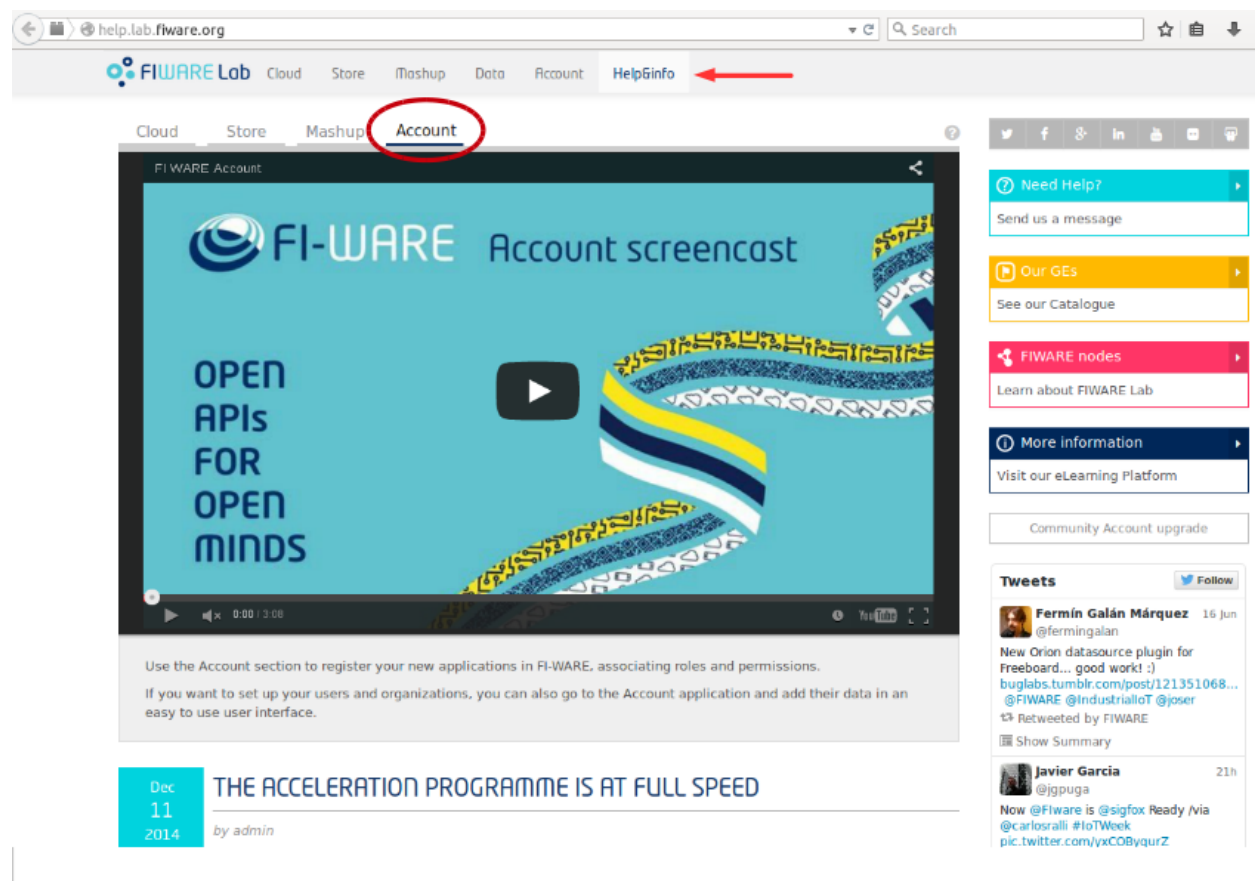 help.lab.fiware.org
Search
FIWARE Lab Cloud Store Mashup Data Account Help&info
Cloud Store Mashup Account
FI WARE Account
FI-WARE Account screencast
OPEN
APIs
FOR
OPEN
MINDS
0:00 / 3:08
YouTube
Use the Account section to register your new applications in FI-WARE, associating roles and permissions.
If you want to set up your users and organizations, you can also go to the Account application and add their data in an
easy to use user interface.
Dec
11
2014
THE ACCELERATION PROGRAMME IS AT FULL SPEED
by admin
Need Help?
Send us a message
Our GEs
See our Catalogue
FIWARE nodes
Learn about FIWARE Lab
More information
Visit our eLearning Platform
Community Account upgrade
Tweets
Follow
Fermín Galán Márquez 16 Jun
@fermingalan
New Orion datasource plugin for
Freeboard... good work! :)
buglabs.tumblr.com/post/121351068...
@FIWARE @IndustrialIoT @joser
Retweeted by FIWARE
Show Summary
Javier Garcia 21h
@jgpuga
Now @FIware is @sigfox Ready /via
@carlosralli #IoTWeek
pic.twitter.com/yxCOByqurZ